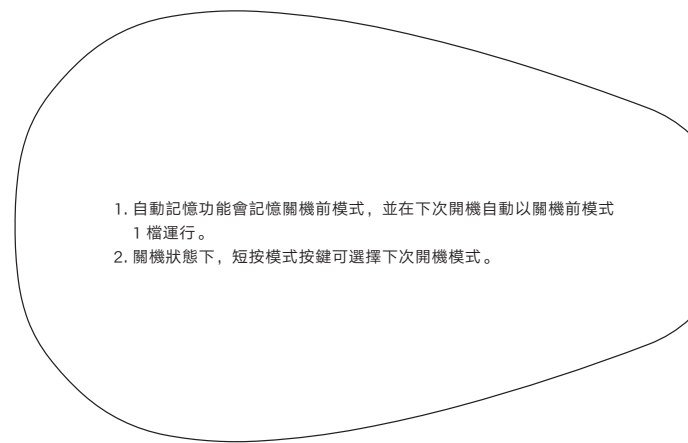 1. 自動記憶功能會記憶關機前模式，並在下次開機自動以關機前模式
1 檔運行。
2. 關機狀態下，短按模式按鍵可選擇下次開機模式。